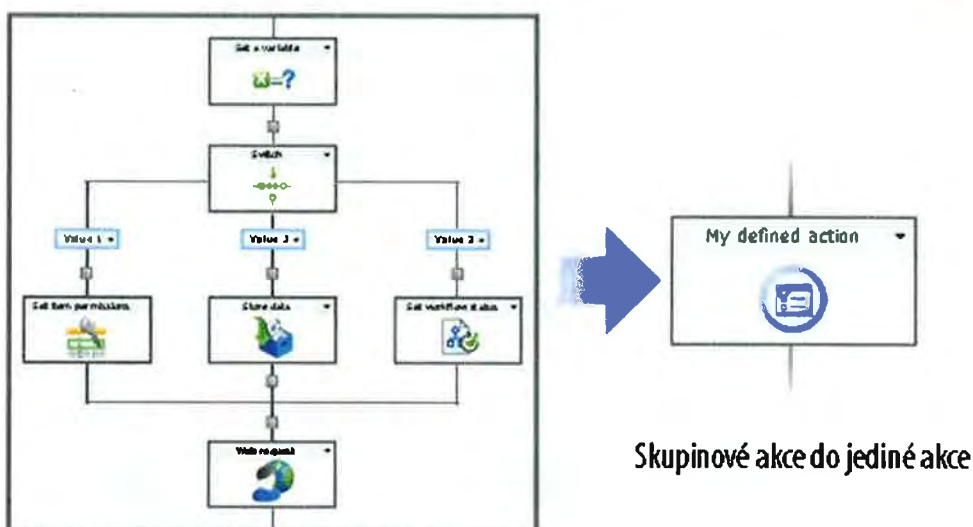 Set a variable
=?
Switch
Value 1
Value 3
Value 2
Set item permissions
Store data
Set workflow status
Web request
My defined action
Skupinové akce do jediné akce